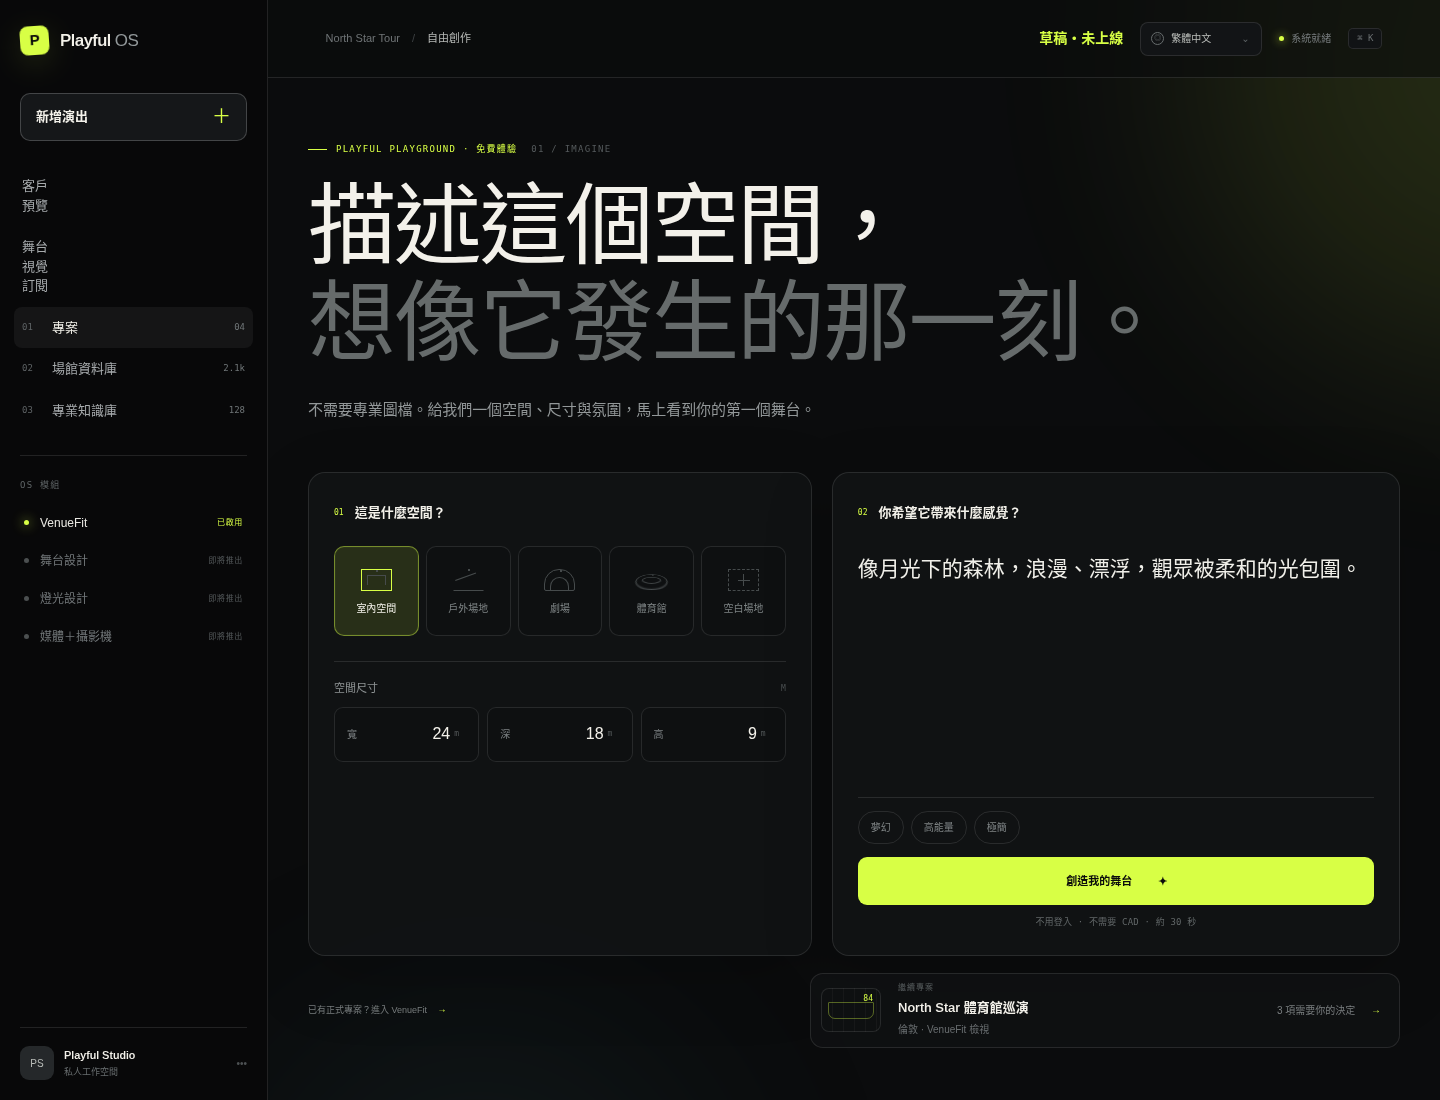 P Playful OS
North Star Tour / 自由創作
草稿・未上線
繁體中文
系統就緒
⌘ K
新增演出 +
客戶
預覽
舞台
視覺
訂閱
01 專案 04
02 場館資料庫 2.1k
03 專業知識庫 128
OS 模組
VenueFit 已啟用
舞台設計 即將推出
燈光設計 即將推出
媒體＋攝影機 即將推出
PS
Playful Studio
私人工作空間
•••
PLAYFUL PLAYGROUND · 免費體驗 01 / IMAGINE
描述這個空間，
想像它發生的那一刻。
不需要專業圖檔。給我們一個空間、尺寸與氛圍，馬上看到你的第一個舞台。
01 這是什麼空間？
室內空間
戶外場地
劇場
體育館
空白場地
空間尺寸 M
寬 24 m
深 18 m
高 9 m
02 你希望它帶來什麼感覺？
像月光下的森林，浪漫、漂浮，觀眾被柔和的光包圍。
夢幻
高能量
極簡
創造我的舞台 ✦
不用登入 · 不需要 CAD · 約 30 秒
已有正式專案？進入 VenueFit →
84
繼續專案
North Star 體育館巡演
倫敦 · VenueFit 檢視
3 項需要你的決定 →